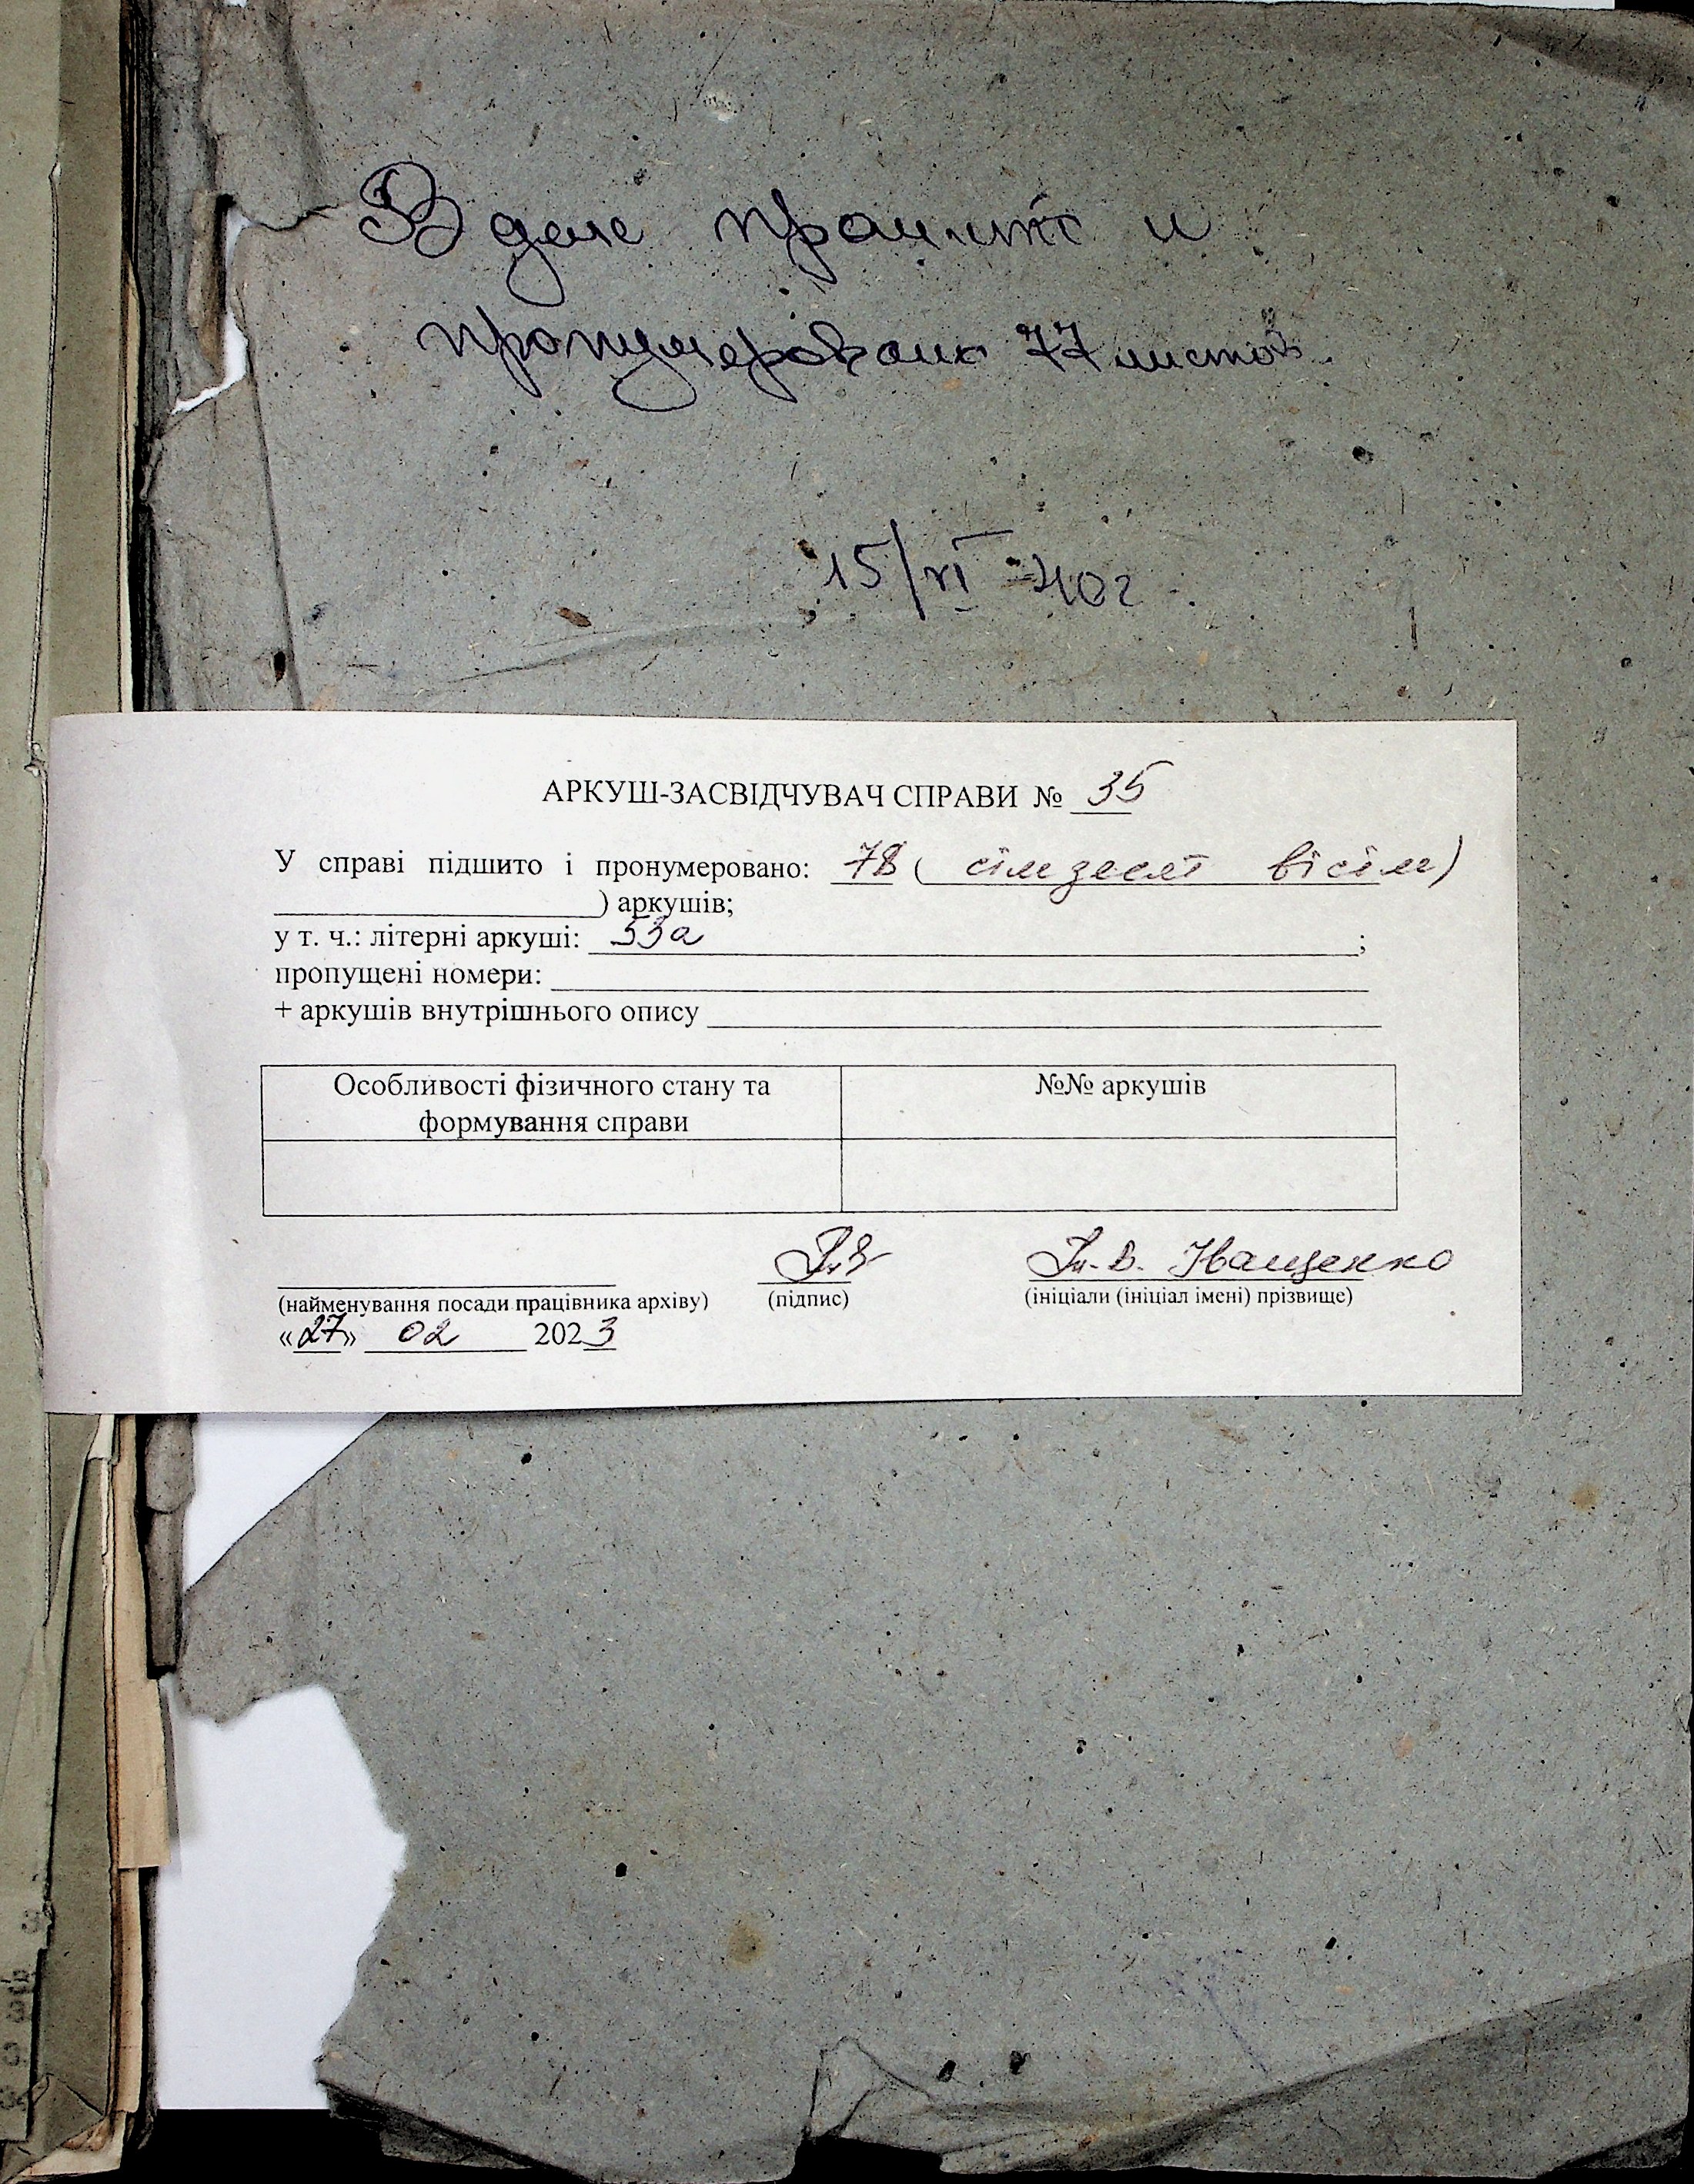 В деле прошито и
пронумеровано 77 листов.
15/VI-40г.
АРКУШ-ЗАСВІДЧУВАЧ СПРАВИ № 35
У справі підшито і пронумеровано: 78 ( сімдесят вісім)
) аркушів;
у т. ч.: літерні аркуші: 53а ;
пропущені номери:
+ аркушів внутрішнього опису
Особливості фізичного стану та
формування справи
№№ аркушів
В. Іващенко
(найменування посади працівника архіву) (підпис) (ініціали (ініціал імені) прізвище)
«27» 02 2023